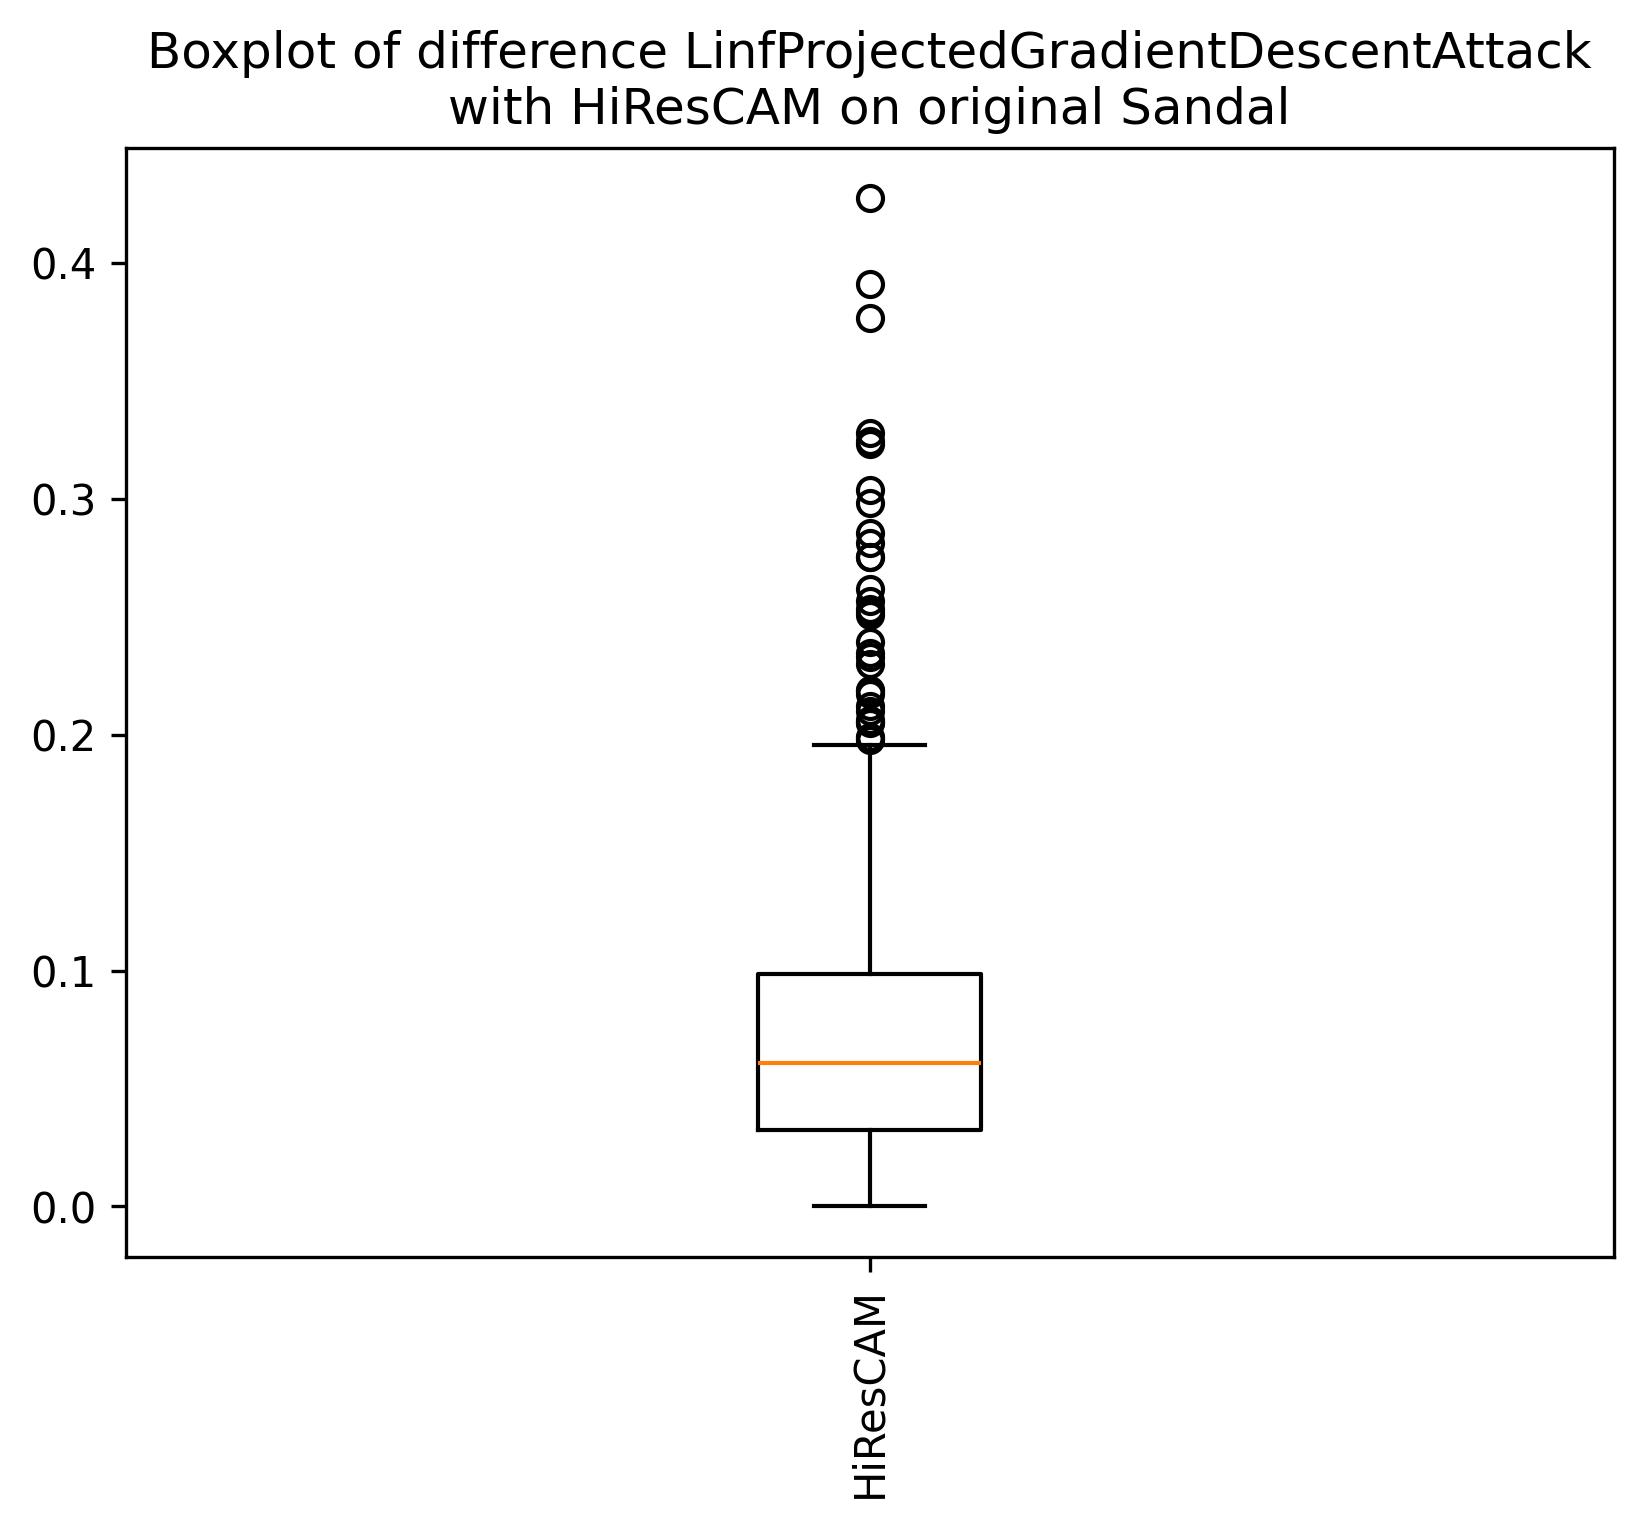 Boxplot of difference LinfProjectedGradientDescentAttack
with HiResCAM on original Sandal
0.4
0.3
0.2
0.1
0.0
HiResCAM